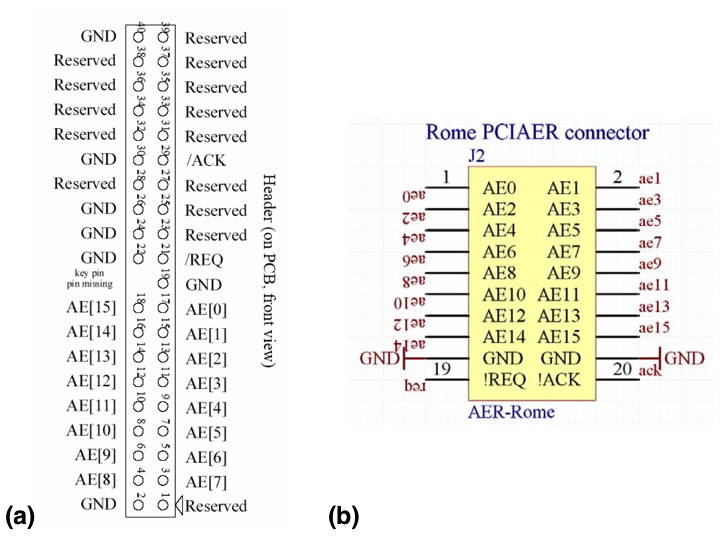 GND 40 39 Reserved
Reserved 38 37 Reserved
Reserved 36 35 Reserved
Reserved 34 33 Reserved
Reserved 32 31 Reserved
GND 30 29 /ACK
Reserved 28 27 Reserved
GND 26 25 Reserved
GND 24 23 Reserved
GND 22 21 /REQ
key pin
pin missing 19 GND
AE[15] 18 17 AE[0]
AE[14] 16 15 AE[1]
AE[13] 14 13 AE[2]
AE[12] 12 11 AE[3]
AE[11] 10 9 AE[4]
AE[10] 8 7 AE[5]
AE[9] 6 5 AE[6]
AE[8] 4 3 AE[7]
GND 2 1 Reserved
Header (on PCB, front view)
(a)
Rome PCIAER connector
J2
ae0 1 AE0 AE1 2 ae1
ae2 AE2 AE3 ae3
ae4 AE4 AE5 ae5
ae6 AE6 AE7 ae7
ae8 AE8 AE9 ae9
ae10 AE10 AE11 ae11
ae12 AE12 AE13 ae13
ae14 AE14 AE15 ae15
GND GND GND GND
req 19 !REQ !ACK 20 ack
AER-Rome
(b)